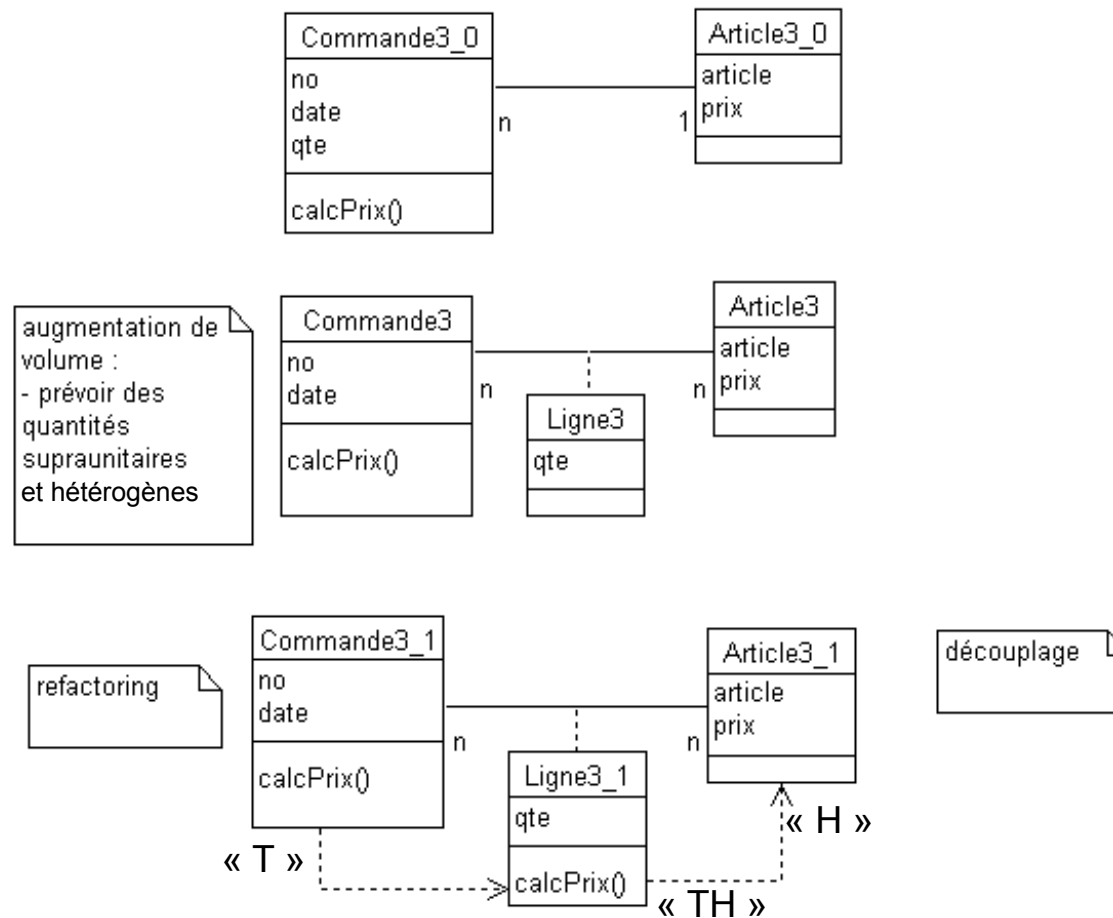 Commande3_0
no
date
qte
calcPrix()
n
1
Article3_0
article
prix
augmentation de
volume :
- prévoir des
quantités
supraunitaires
et hétérogènes
Commande3
no
date
calcPrix()
n
n
Ligne3
qte
Article3
article
prix
refactoring
Commande3_1
no
date
calcPrix()
n
n
Ligne3_1
qte
calcPrix()
Article3_1
article
prix
découplage
« T »
« TH »
« H »